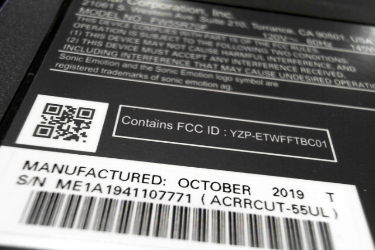 Corporation, Inc.
Suite 210, Torrance, CA 90501, USA
MODEL NO.
120V 60Hz
THIS DEVICE COMPLIES WITH PART 15 OF THE FCC RULES.
(1) THIS DEVICE MAY NOT CAUSE HARMFUL INTERFERENCE,
(2) THIS DEVICE MUST ACCEPT ANY INTERFERENCE RECEIVED,
INCLUDING INTERFERENCE THAT MAY CAUSE UNDESIRED
Sonic Emotion and the Sonic Emotion logo symbol are
registered trademarks of sonic emotion ag.
Contains FCC ID : YZP-ETWFFTBC01
MANUFACTURED: OCTOBER 2019 T
S/N ME1A1941107771 ( ACRRCUT-55UL )